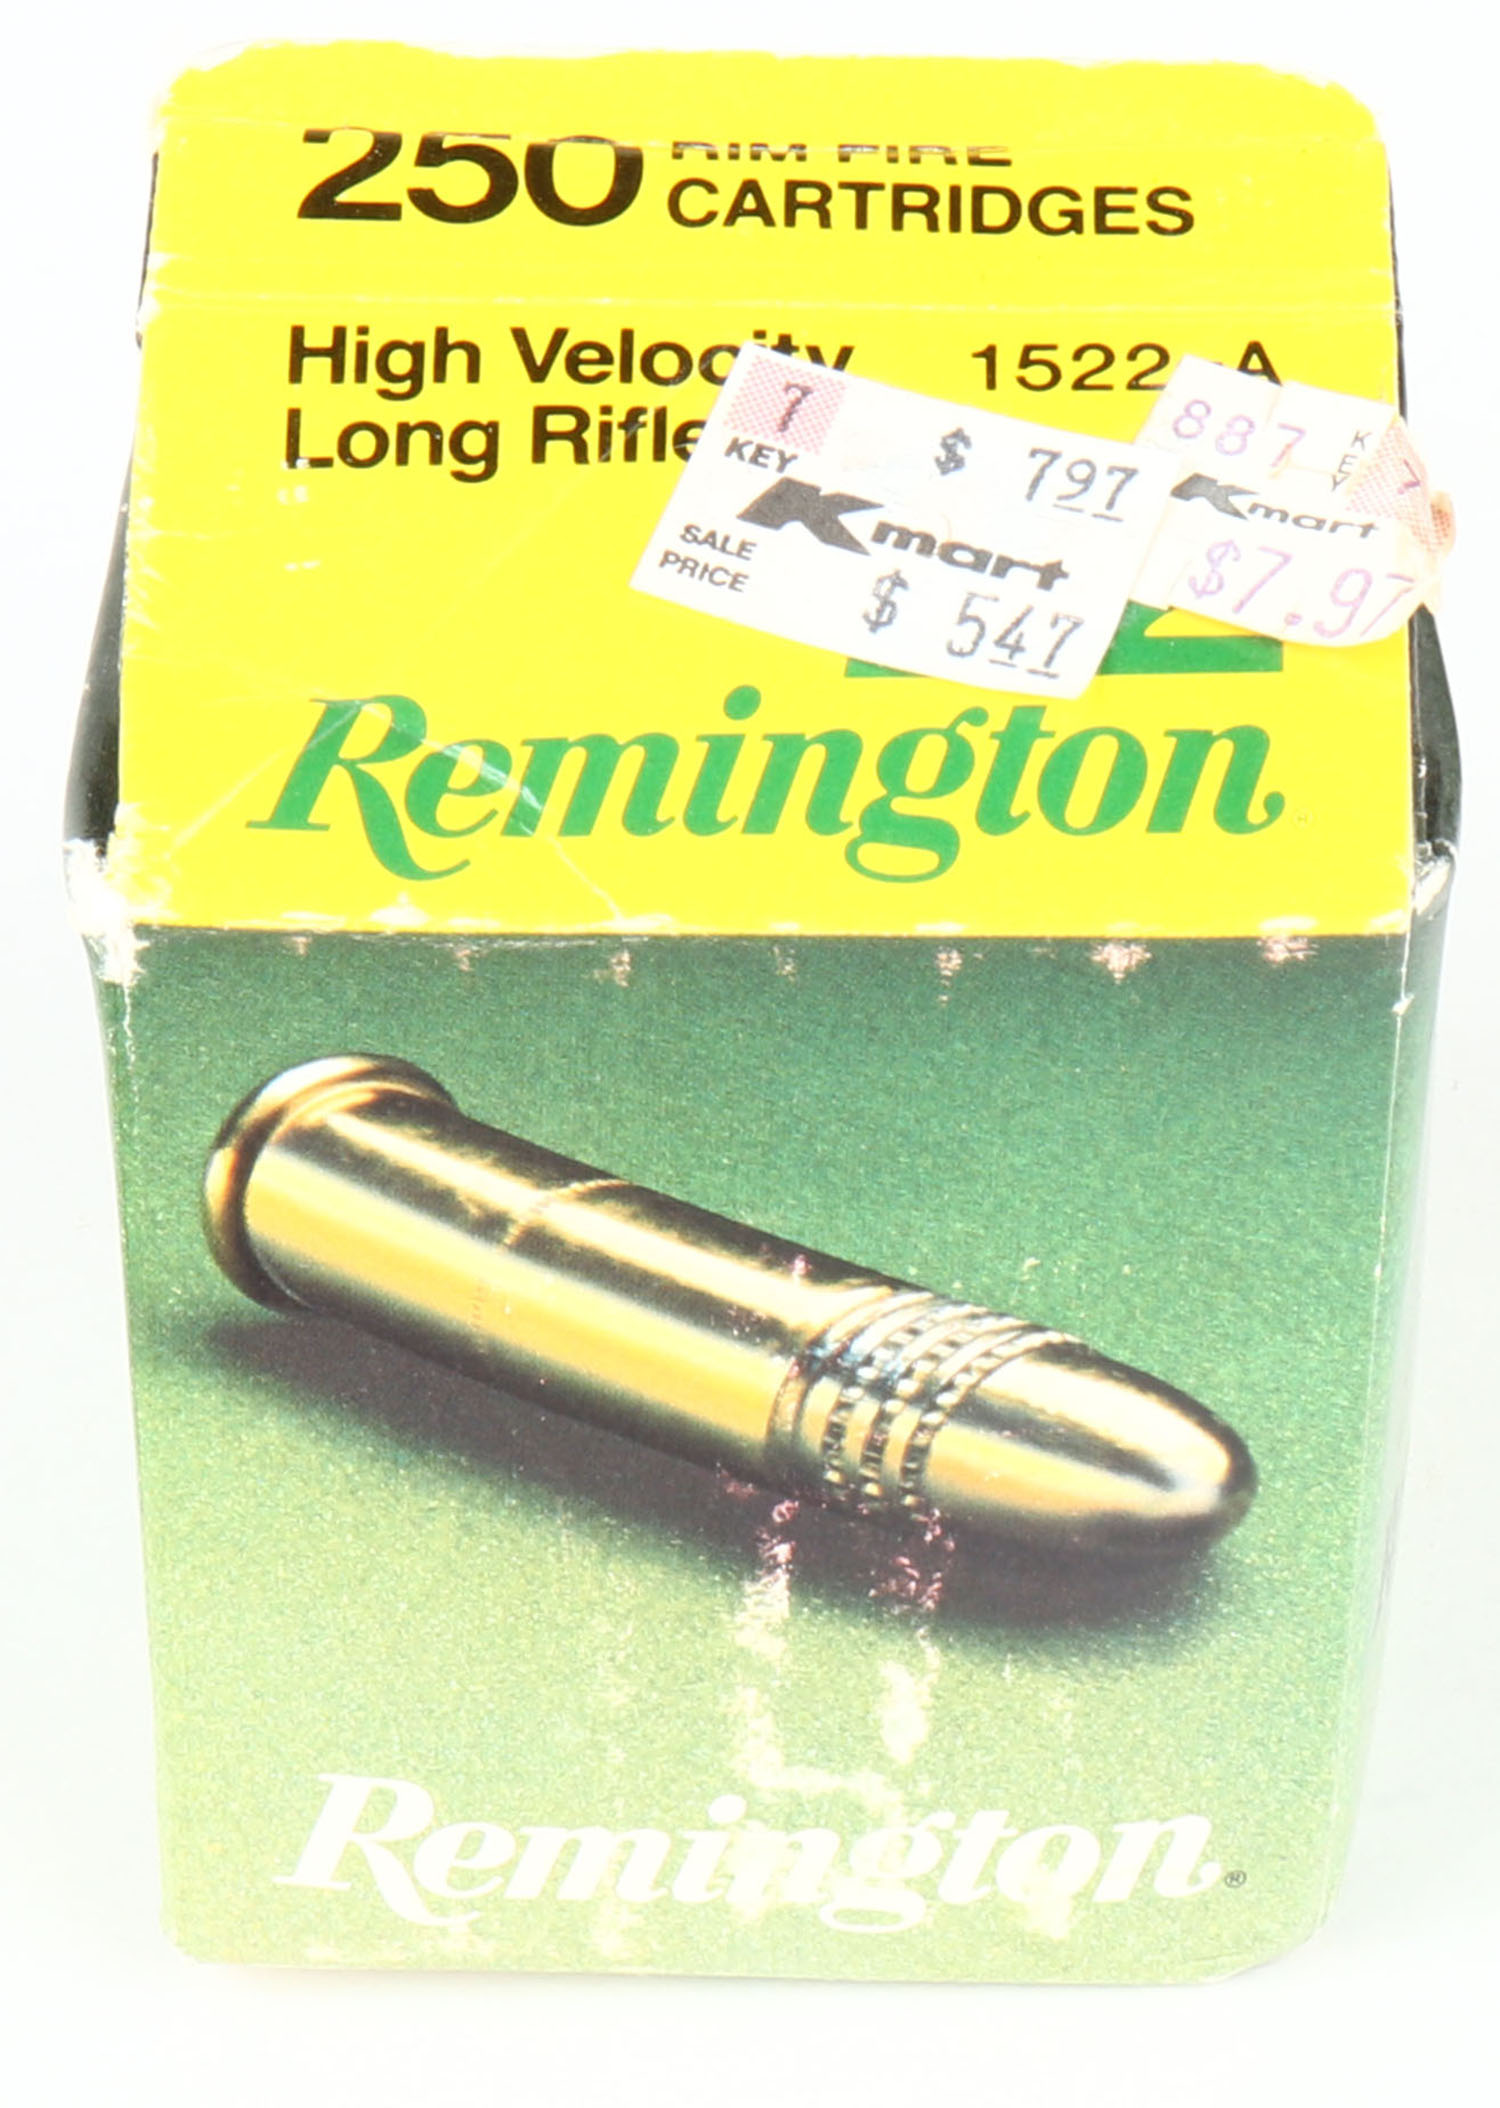 250 RIM FIRE
CARTRIDGES
High Velocity 1522-A
Long Rifle
7
KEY
$ 797
Kmart
SALE
PRICE
$ 547
887
KEY
7
Kmart
$7.97
Remington
Remington®